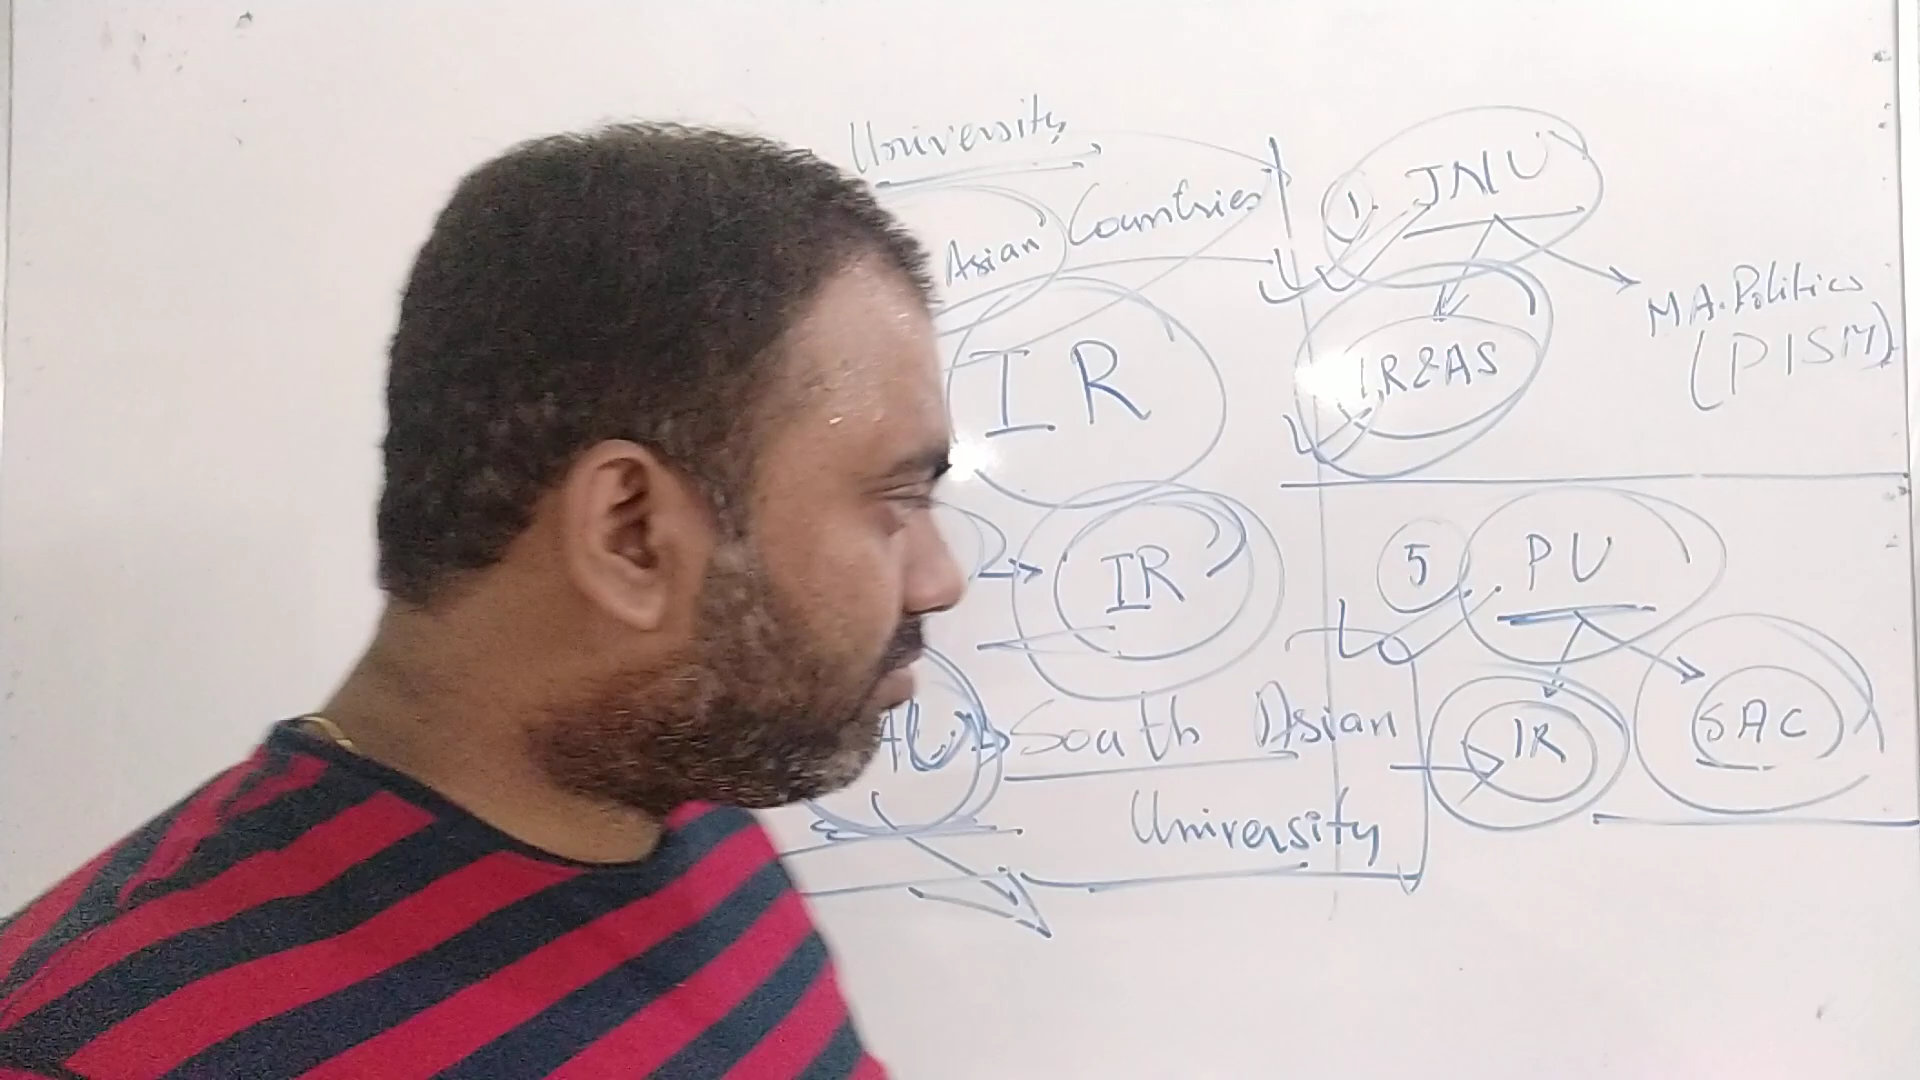 University
Asian Countries
IR
IR
South Asian
University
1. JNU
IR&AS
M.A. Politics
(PISM)
5 PU
IR
SAC